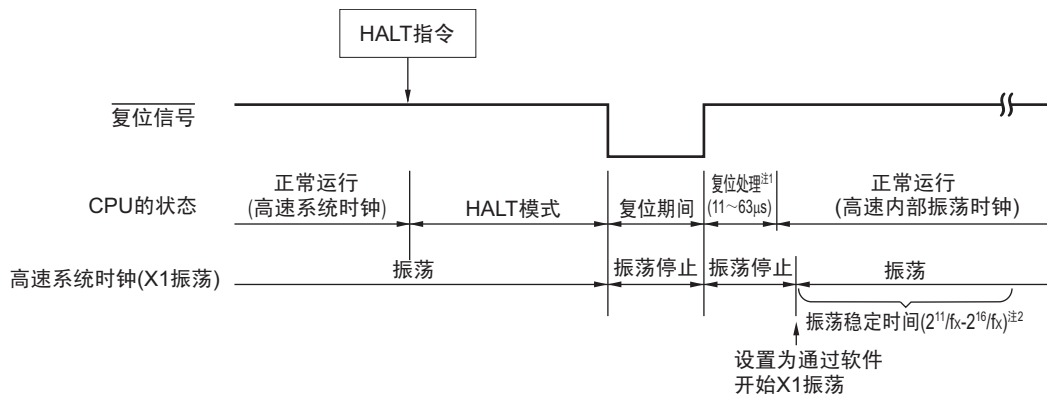 HALT指令
复位信号
CPU的状态
正常运行
(高速系统时钟)
HALT模式
复位期间
复位处理注1
(11～63μs)
正常运行
(高速内部振荡时钟)
高速系统时钟(X1振荡)
振荡
振荡停止
振荡停止
振荡
振荡稳定时间(2¹¹/fx-2¹⁶/fx)注2
设置为通过软件
开始X1振荡